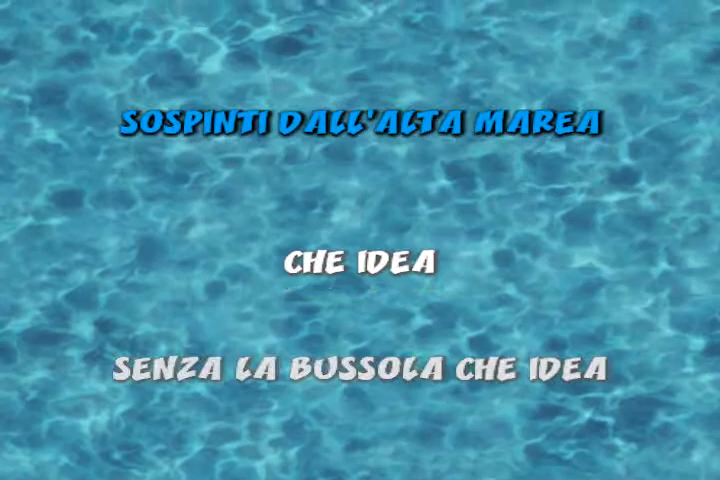 SOSPINTI DALL'ALTA MAREA
CHE IDEA
SENZA LA BUSSOLA CHE IDEA